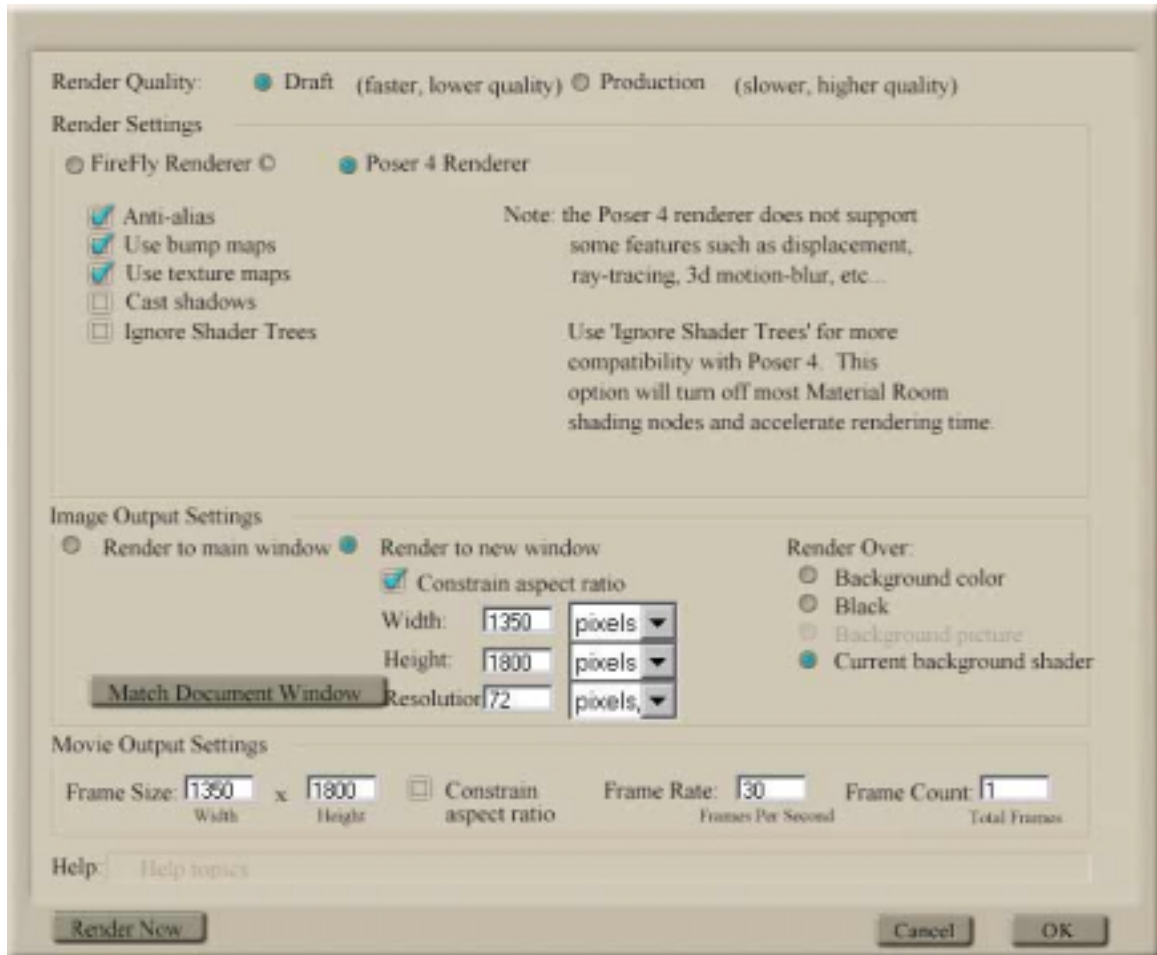 Render Quality: Draft (faster, lower quality) Production (slower, higher quality)
Render Settings
FireFly Renderer © Poser 4 Renderer
Anti-alias
Use bump maps
Use texture maps
Cast shadows
Ignore Shader Trees
Note: the Poser 4 renderer does not support
some features such as displacement,
ray-tracing, 3d motion-blur, etc...
Use 'Ignore Shader Trees' for more
compatibility with Poser 4. This
option will turn off most Material Room
shading nodes and accelerate rendering time.
Image Output Settings
Render to main window Render to new window
Constrain aspect ratio
Width: 1350 pixels
Height: 1800 pixels
Match Document Window Resolution 72 pixels,
Render Over:
Background color
Black
Background picture
Current background shader
Movie Output Settings
Frame Size: 1350 x 1800 Constrain aspect ratio Frame Rate: 30 Frame Count: 1
Width Height Frames Per Second Total Frames
Help: Help topics
Render Now Cancel OK